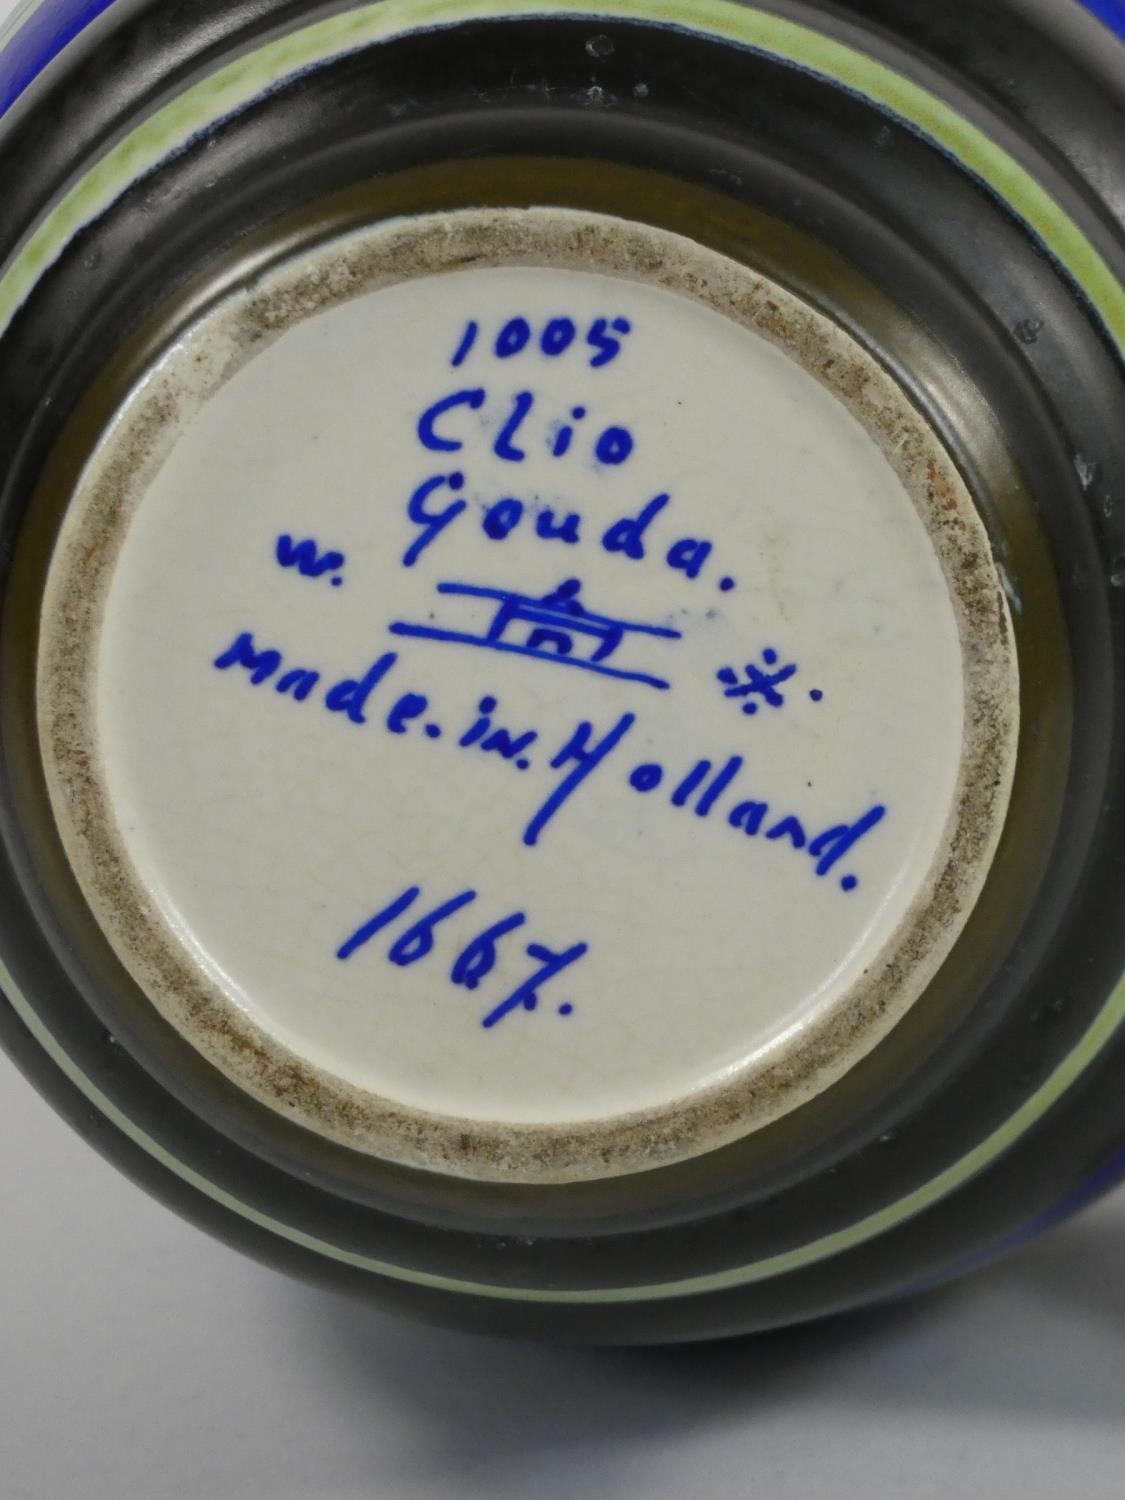 1005
Clio
Gouda.
W.
Made.in.Holland.
1667.